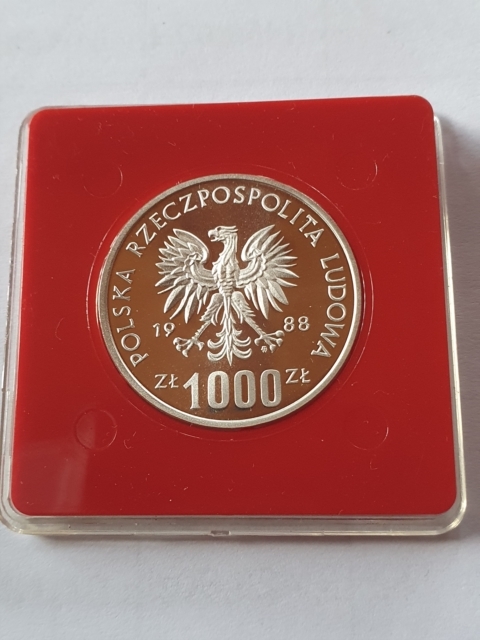 POLSKA RZECZPOSPOLITA LUDOWA
19 88
ZŁ 1000 ZŁ